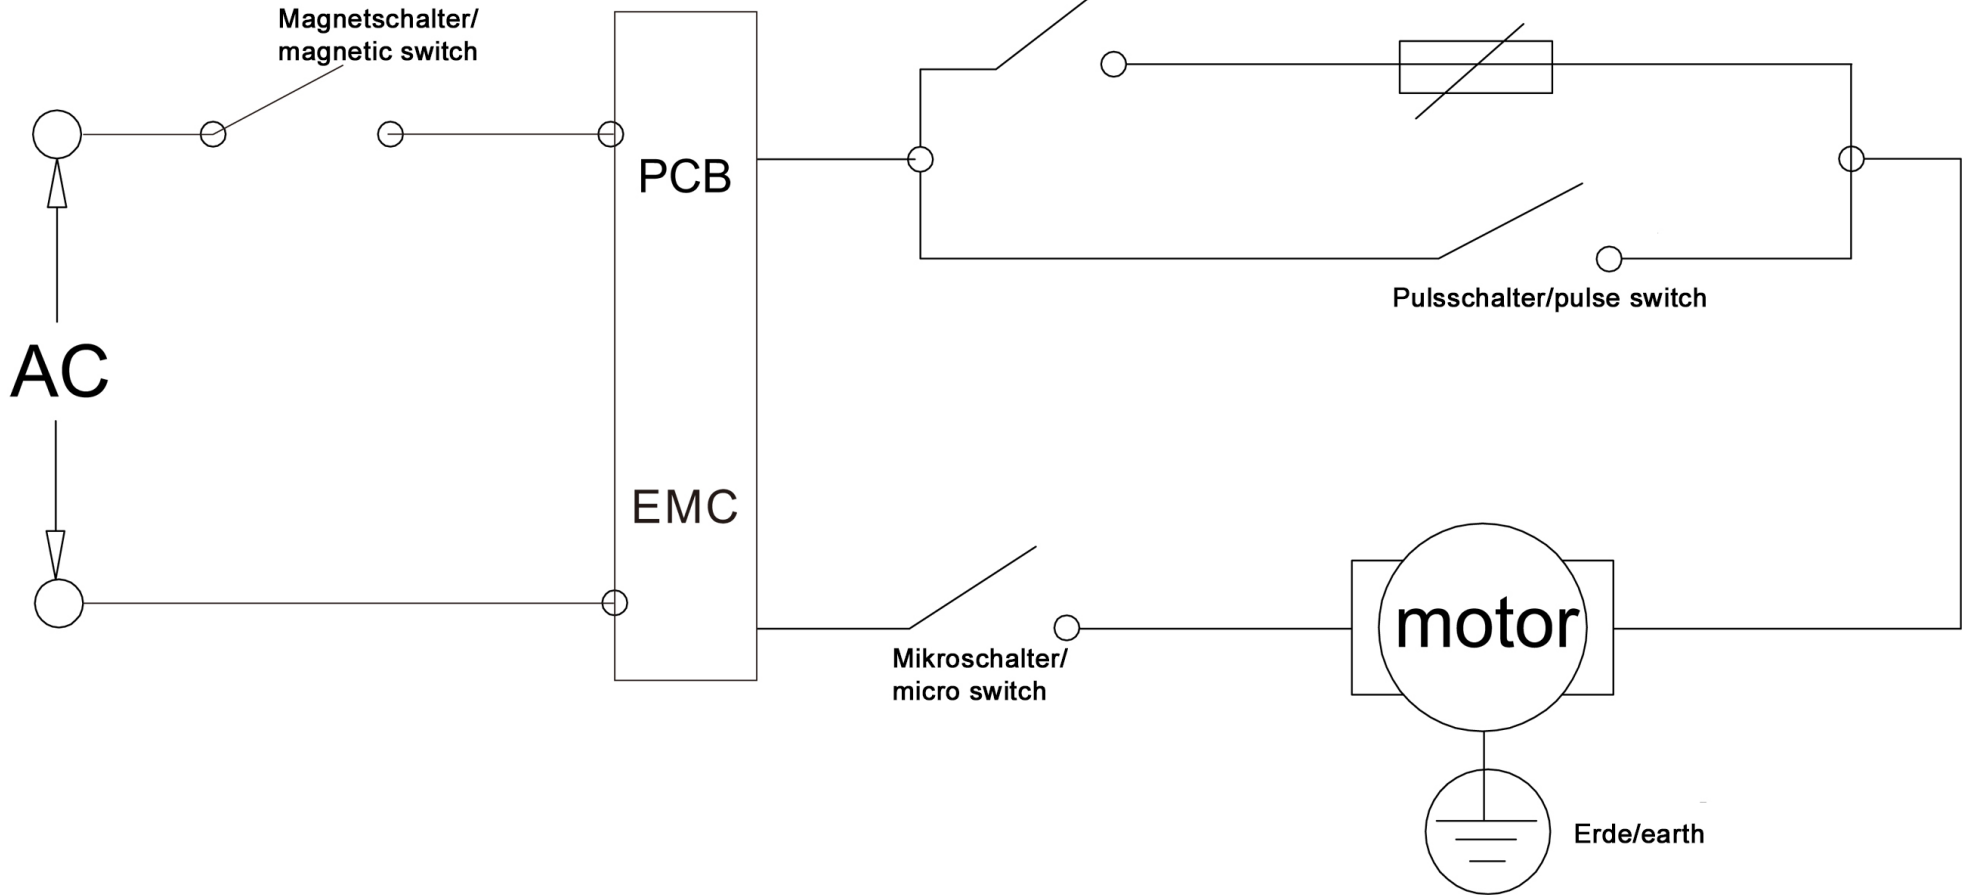 Magnetschalter/
magnetic switch
PCB
Pulsschalter/pulse switch
AC
EMC
motor
Mikroschalter/
micro switch
Erde/earth